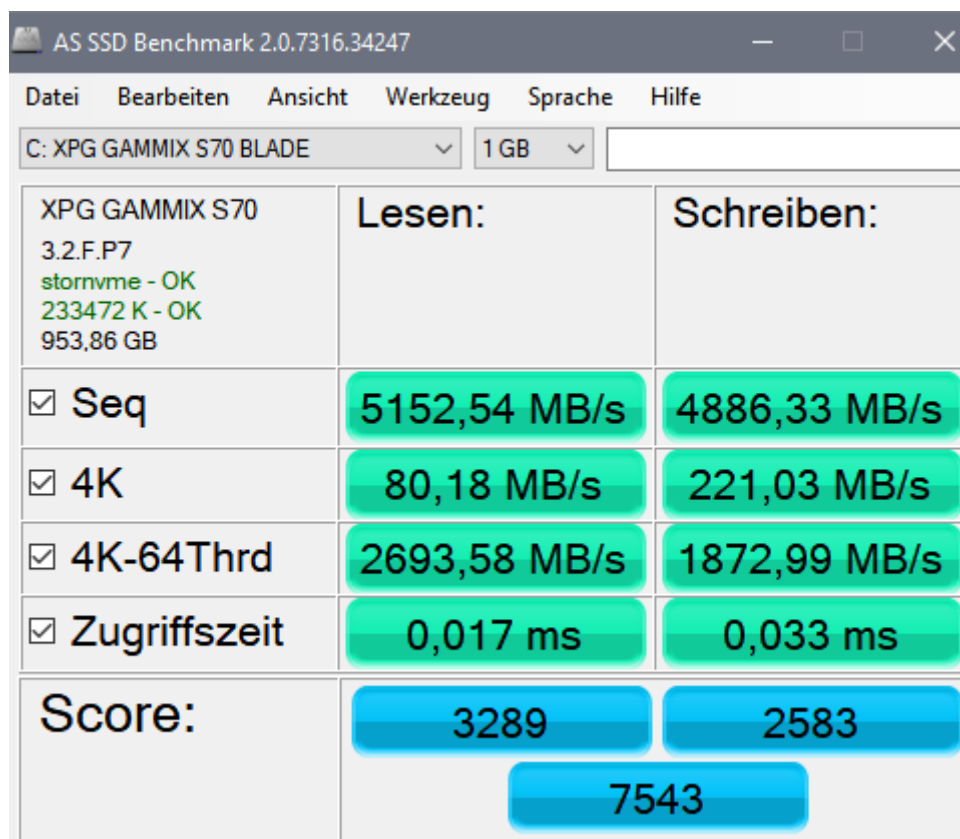 AS SSD Benchmark 2.0.7316.34247
Datei Bearbeiten Ansicht Werkzeug Sprache Hilfe
C: XPG GAMMIX S70 BLADE 1 GB
XPG GAMMIX S70
3.2.F.P7
stornvme - OK
233472 K - OK
953,86 GB
Lesen: Schreiben:
Seq 5152,54 MB/s 4886,33 MB/s
4K 80,18 MB/s 221,03 MB/s
4K-64Thrd 2693,58 MB/s 1872,99 MB/s
Zugriffszeit 0,017 ms 0,033 ms
Score: 3289 2583
7543